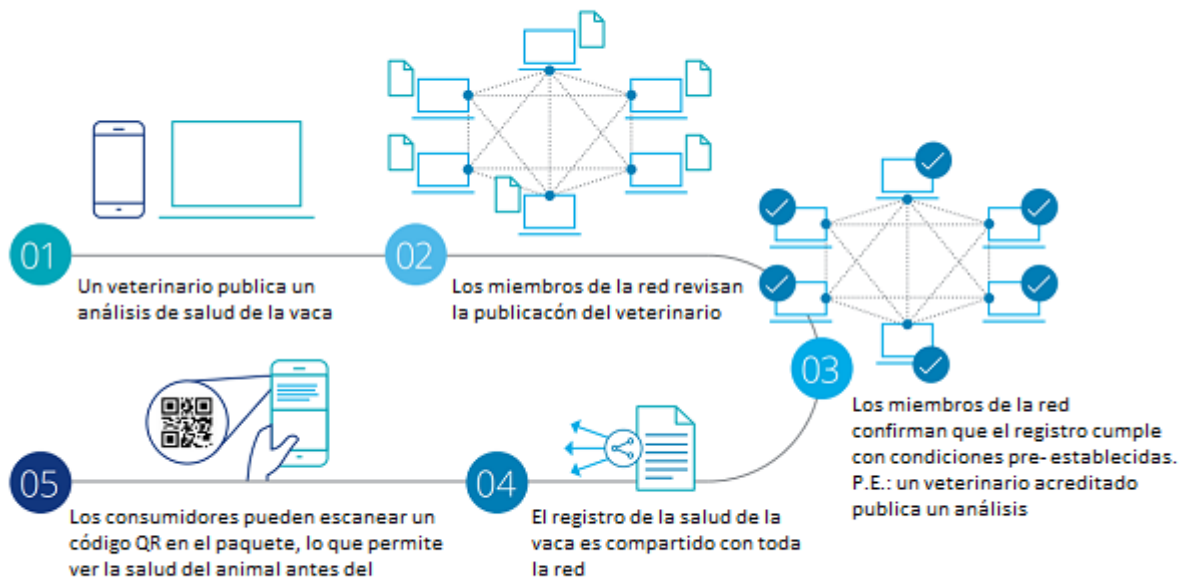 01
Un veterinario publica un
análisis de salud de la vaca
02
Los miembros de la red revisan
la publicacón del veterinario
03
Los miembros de la red
confirman que el registro cumple
con condiciones pre- establecidas.
P.E.: un veterinario acreditado
publica un análisis
04
El registro de la salud de la
vaca es compartido con toda
la red
05
Los consumidores pueden escanear un
código QR en el paquete, lo que permite
ver la salud del animal antes del